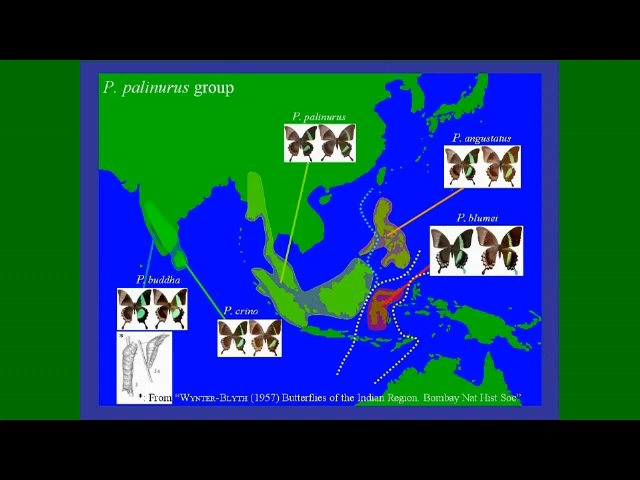 P. palinurus group
P. palinurus
P. angustatus
P. blumei
P. buddha
P. crino
*: From "WYNTER-BLYTH (1957) Butterflies of the Indian Region. Bombay Nat Hist Soc"